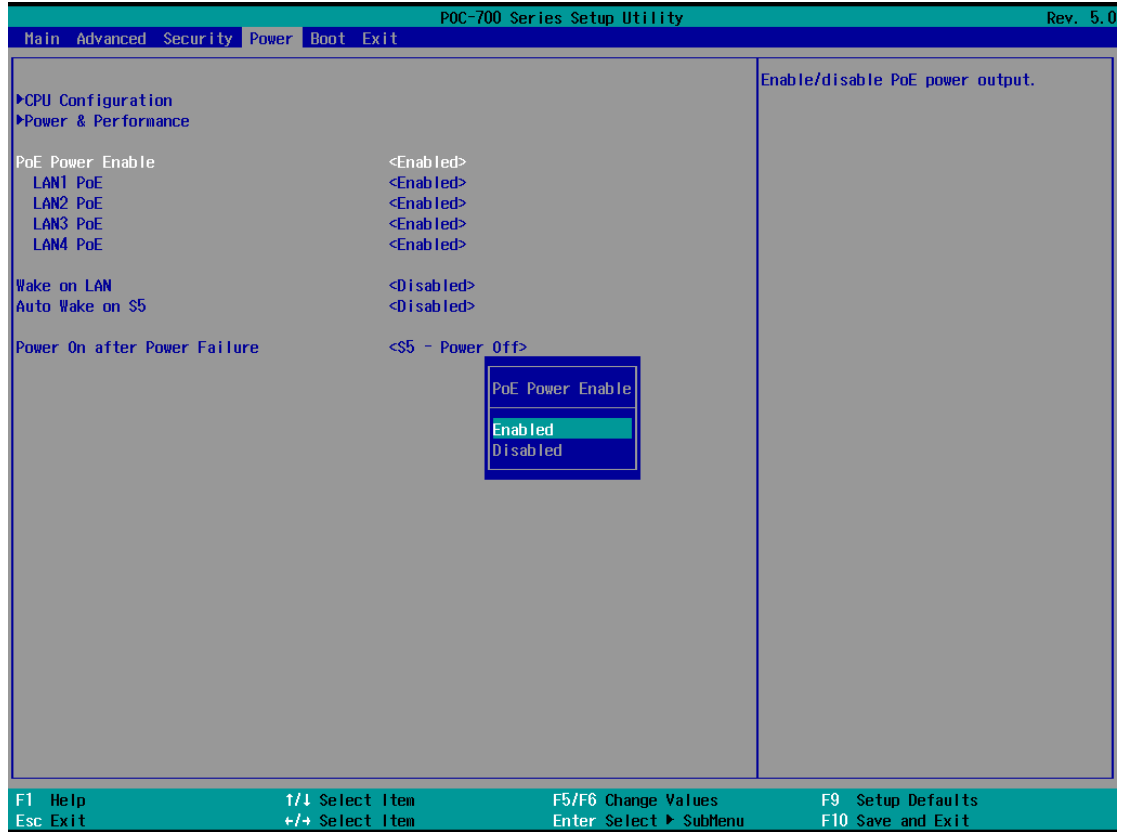 POC-700 Series Setup Utility Rev. 5.0
Main Advanced Security Power Boot Exit
Enable/disable PoE power output.
▶CPU Configuration
▶Power & Performance
PoE Power Enable <Enabled>
LAN1 PoE <Enabled>
LAN2 PoE <Enabled>
LAN3 PoE <Enabled>
LAN4 PoE <Enabled>
Wake on LAN <Disabled>
Auto Wake on S5 <Disabled>
Power On after Power Failure <S5 - Power Off>
PoE Power Enable
Enabled
Disabled
F1 Help ↑/↓ Select Item F5/F6 Change Values F9 Setup Defaults
Esc Exit ←/→ Select Item Enter Select ▶ SubMenu F10 Save and Exit